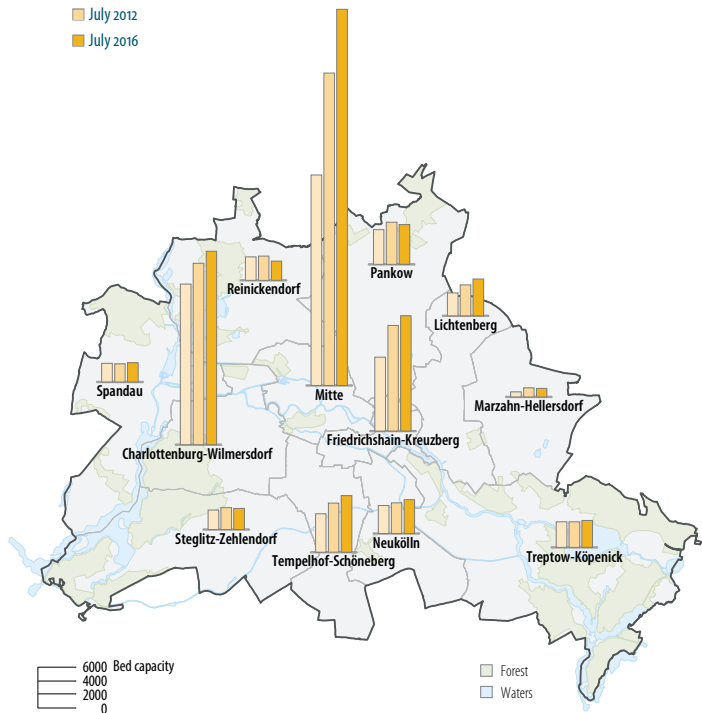 July 2012
July 2016
Pankow
Reinickendorf
Lichtenberg
Spandau
Mitte
Marzahn-Hellersdorf
Friedrichshain-Kreuzberg
Charlottenburg-Wilmersdorf
Steglitz-Zehlendorf
Neukölln
Tempelhof-Schöneberg
Treptow-Köpenick
6000 Bed capacity
4000
2000
0
Forest
Waters